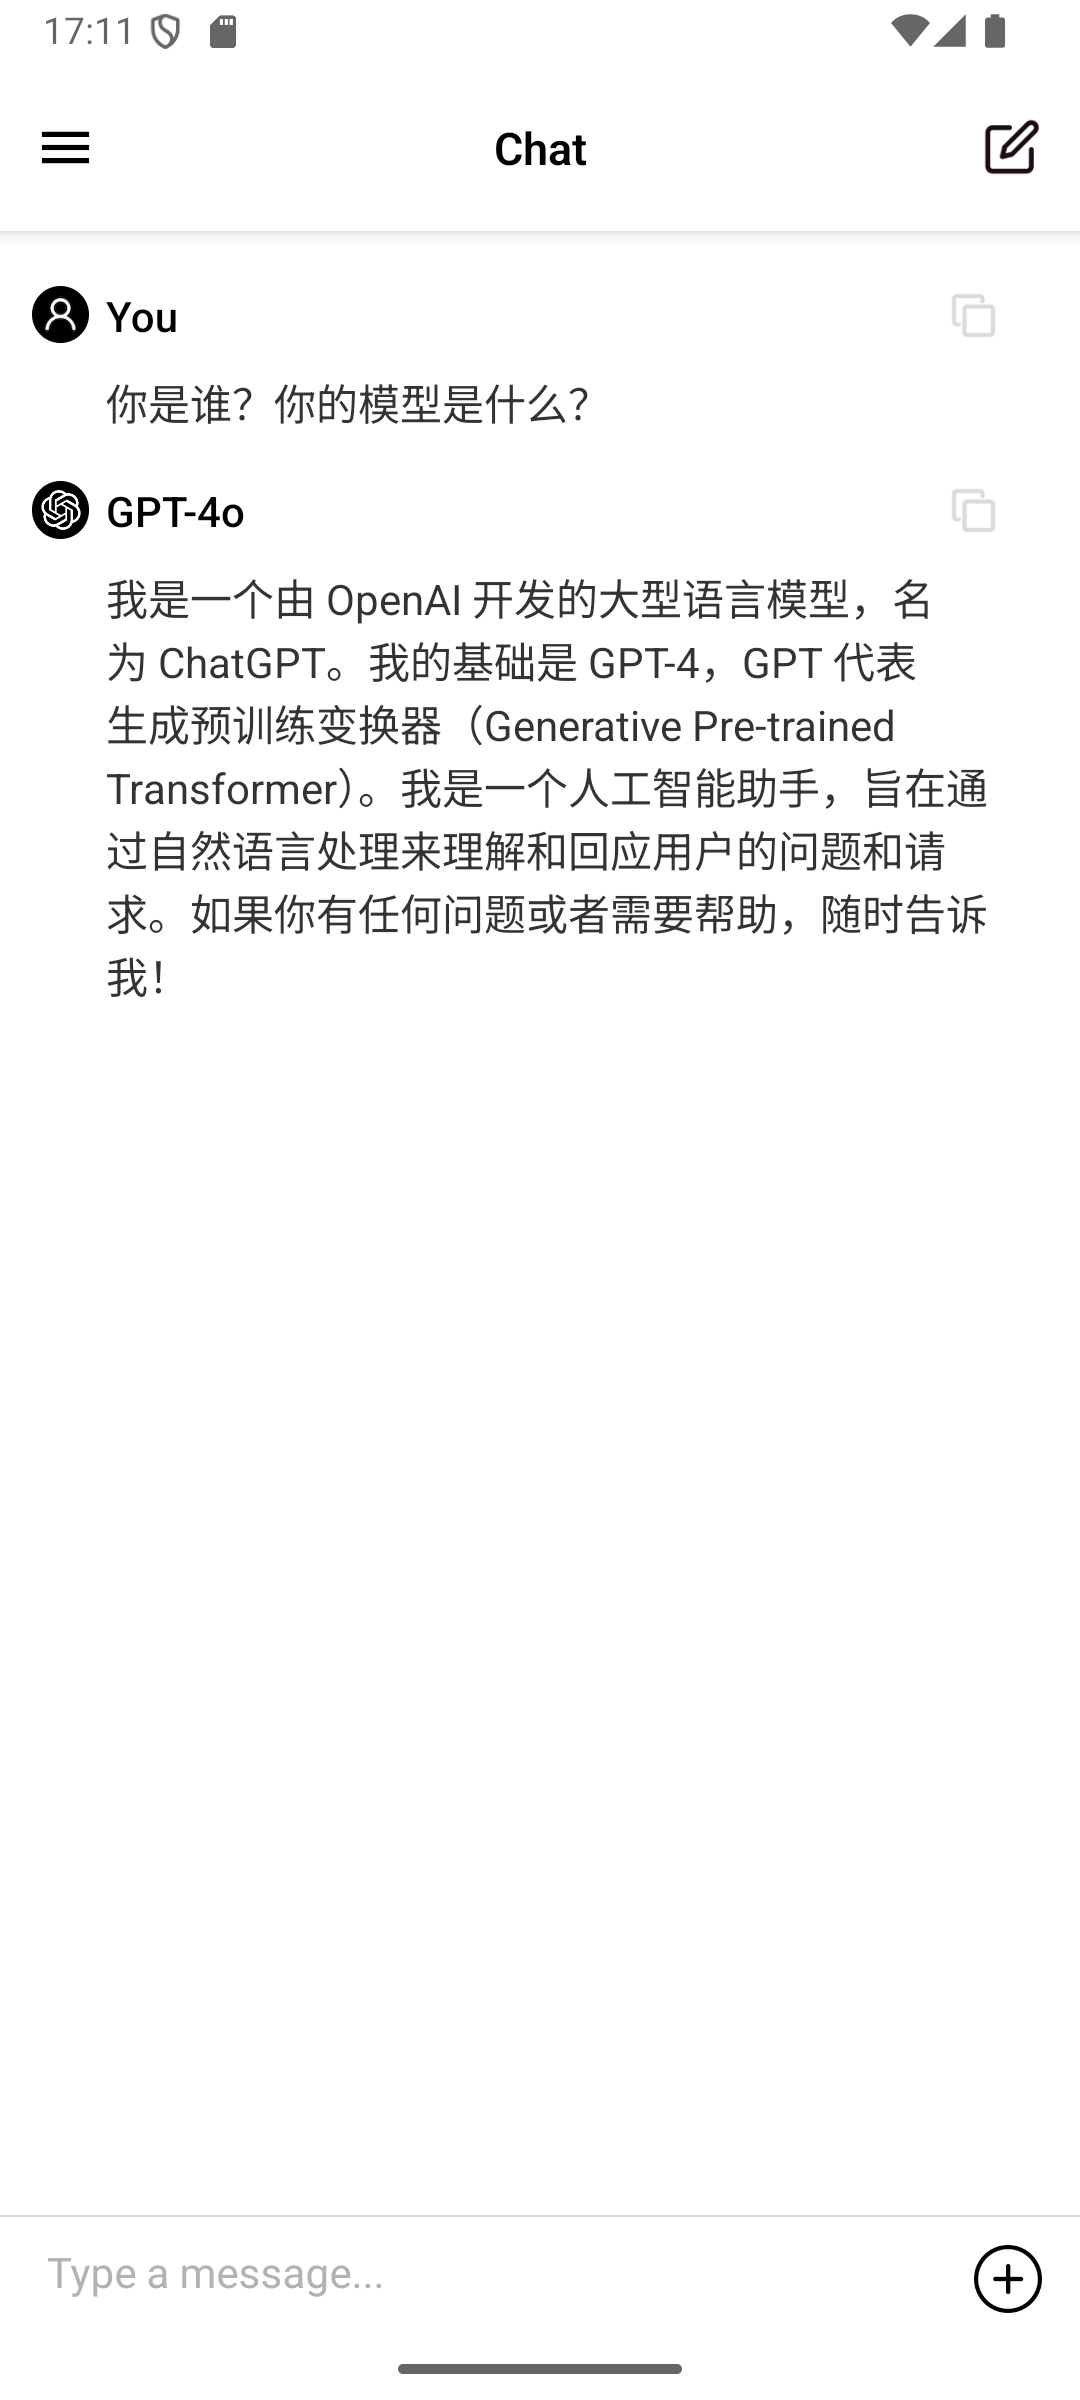 17:11
Chat
You
你是谁？你的模型是什么？
GPT-4o
我是一个由 OpenAI 开发的大型语言模型，名
为 ChatGPT。我的基础是 GPT-4，GPT 代表
生成预训练变换器（Generative Pre-trained
Transformer）。我是一个人工智能助手，旨在通
过自然语言处理来理解和回应用户的问题和请
求。如果你有任何问题或者需要帮助，随时告诉
我！
Type a message...